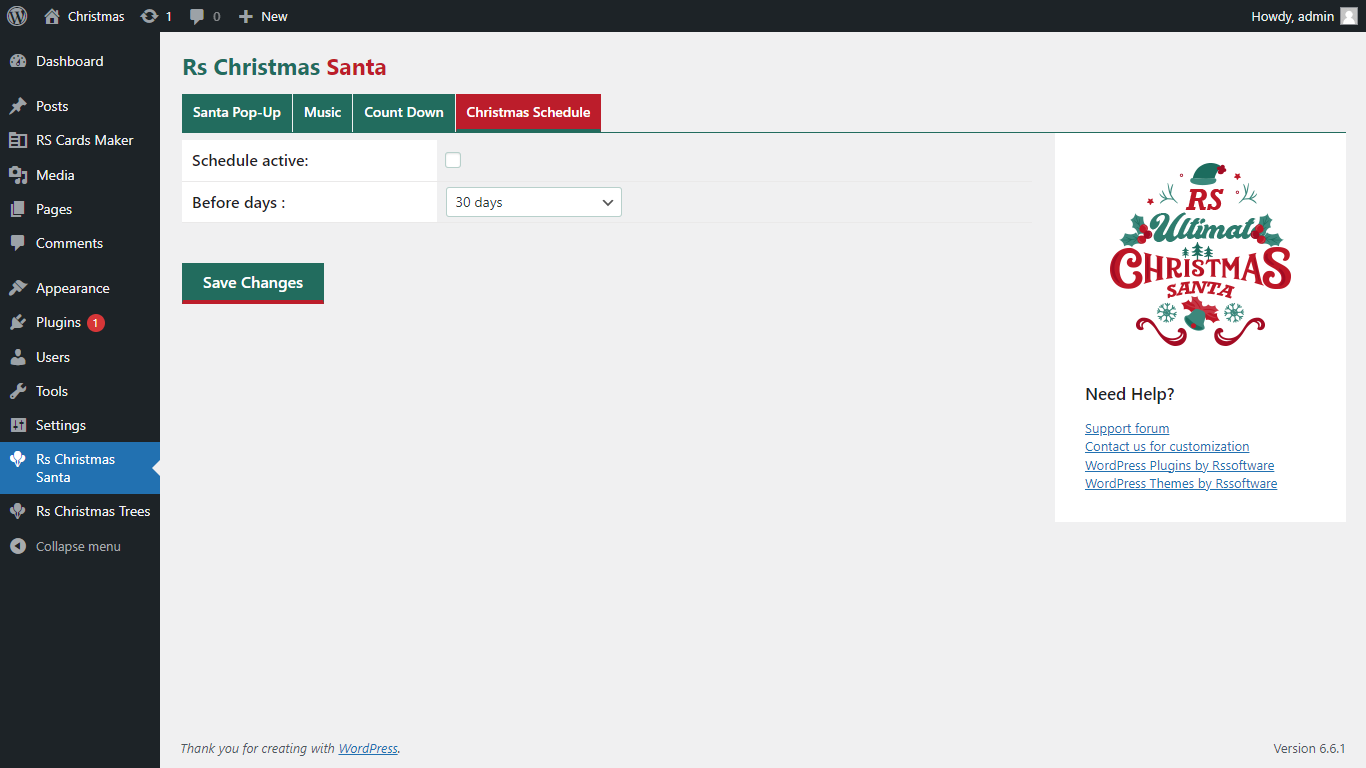 Christmas
1
0
New
Howdy, admin
Dashboard
Posts
RS Cards Maker
Media
Pages
Comments
Appearance
Plugins 1
Users
Tools
Settings
Rs Christmas
Santa
Rs Christmas Trees
Collapse menu
Rs Christmas Santa
Santa Pop-Up
Music
Count Down
Christmas Schedule
Schedule active:
Before days :
30 days
Save Changes
RS
Ultimate
CHRISTMAS
SANTA
Need Help?
Support forum
Contact us for customization
WordPress Plugins by Rssoftware
WordPress Themes by Rssoftware
Thank you for creating with WordPress.
Version 6.6.1